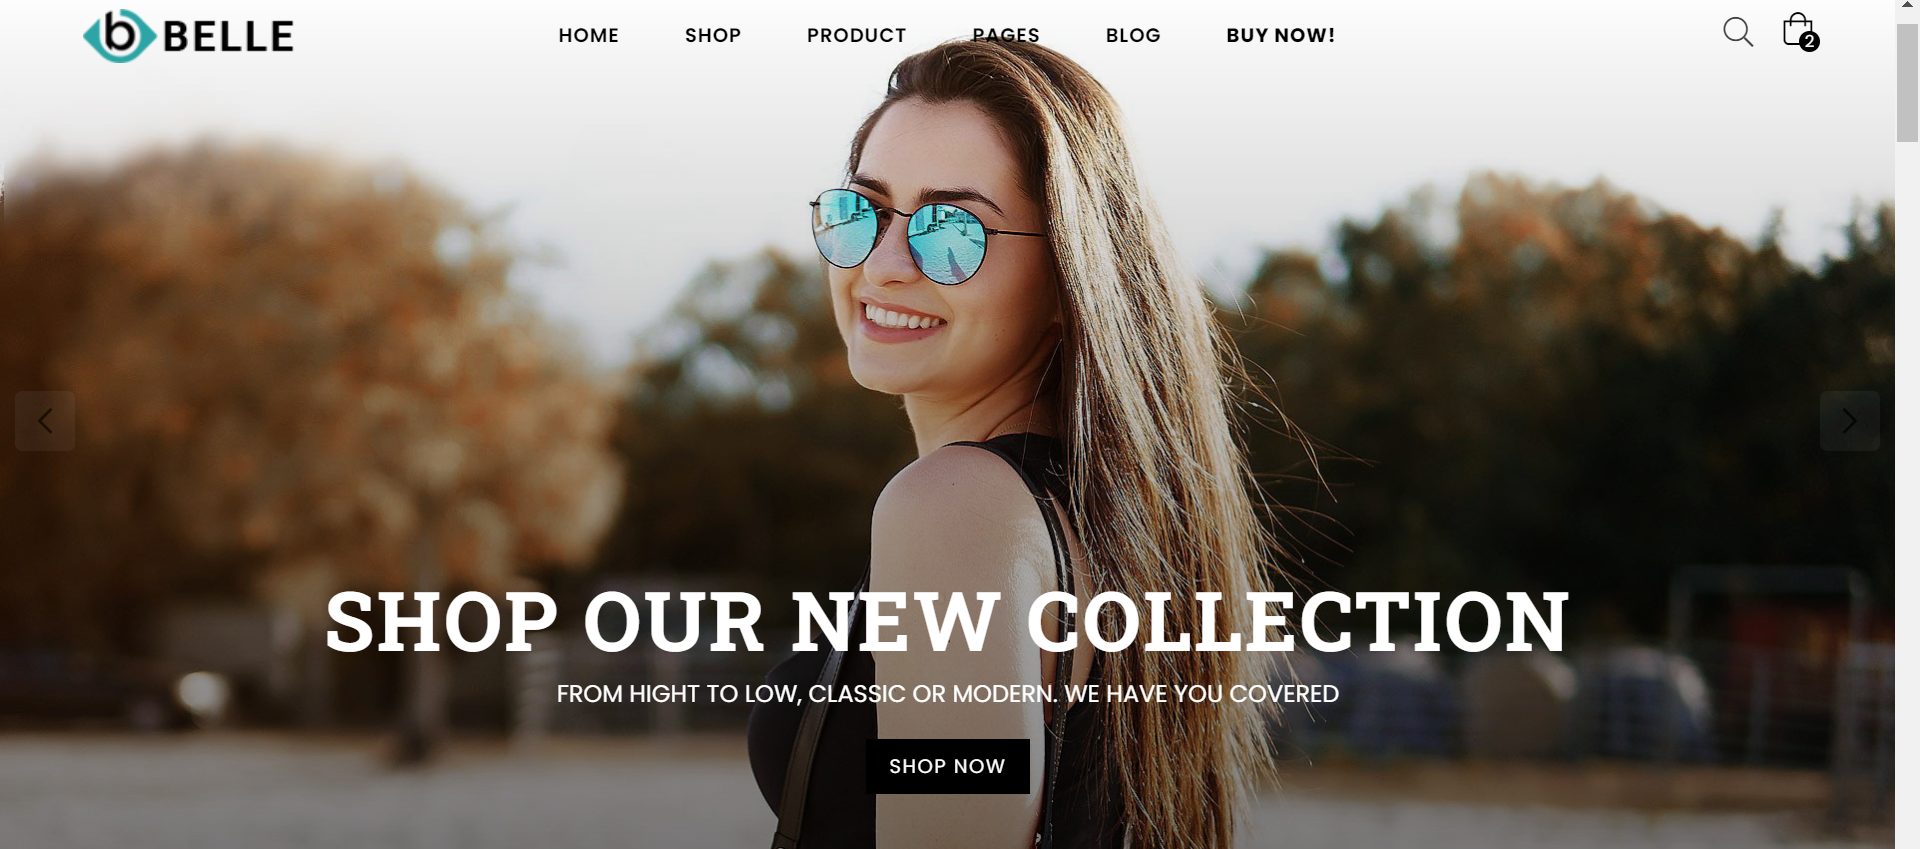 b BELLE
HOME SHOP PRODUCT PAGES BLOG BUY NOW!
2
SHOP OUR NEW COLLECTION
FROM HIGHT TO LOW, CLASSIC OR MODERN. WE HAVE YOU COVERED
SHOP NOW